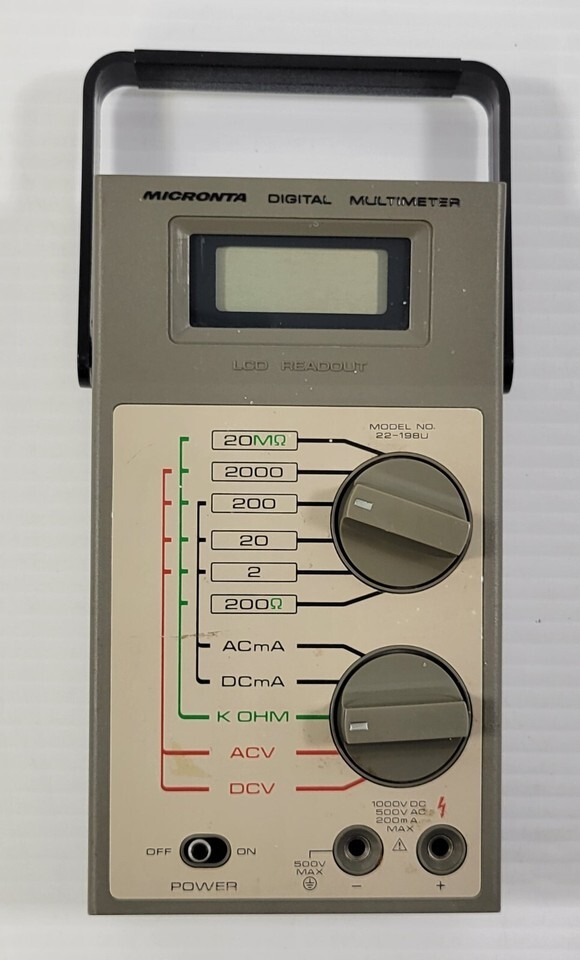 MICRONTA DIGITAL MULTIMETER
LCD READOUT
MODEL NO.
22-198U
20MΩ
2000
200
20
2
200Ω
ACmA
DCmA
K OHM
ACV
DCV
1000V DC
500V AC
200mA
MAX
OFF ON
POWER
500V
MAX
− +